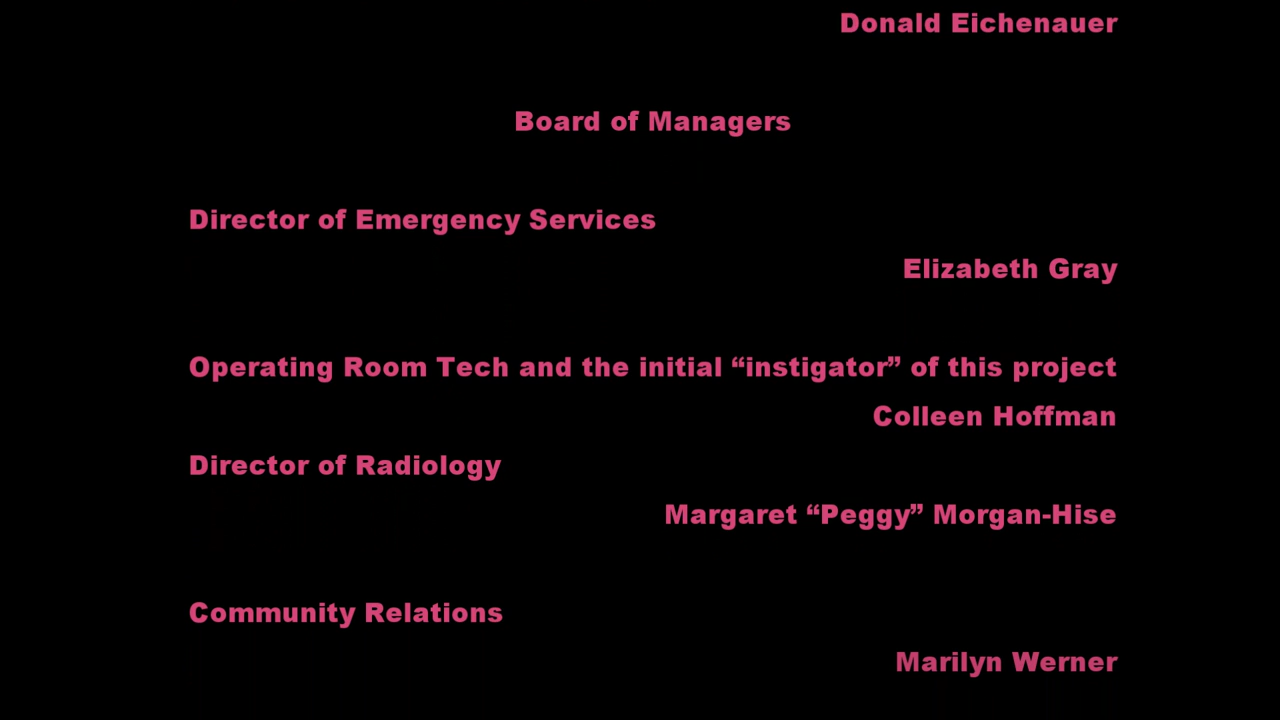 Donald Eichenauer
Board of Managers
Director of Emergency Services
Elizabeth Gray
Operating Room Tech and the initial “instigator” of this project
Colleen Hoffman
Director of Radiology
Margaret “Peggy” Morgan-Hise
Community Relations
Marilyn Werner